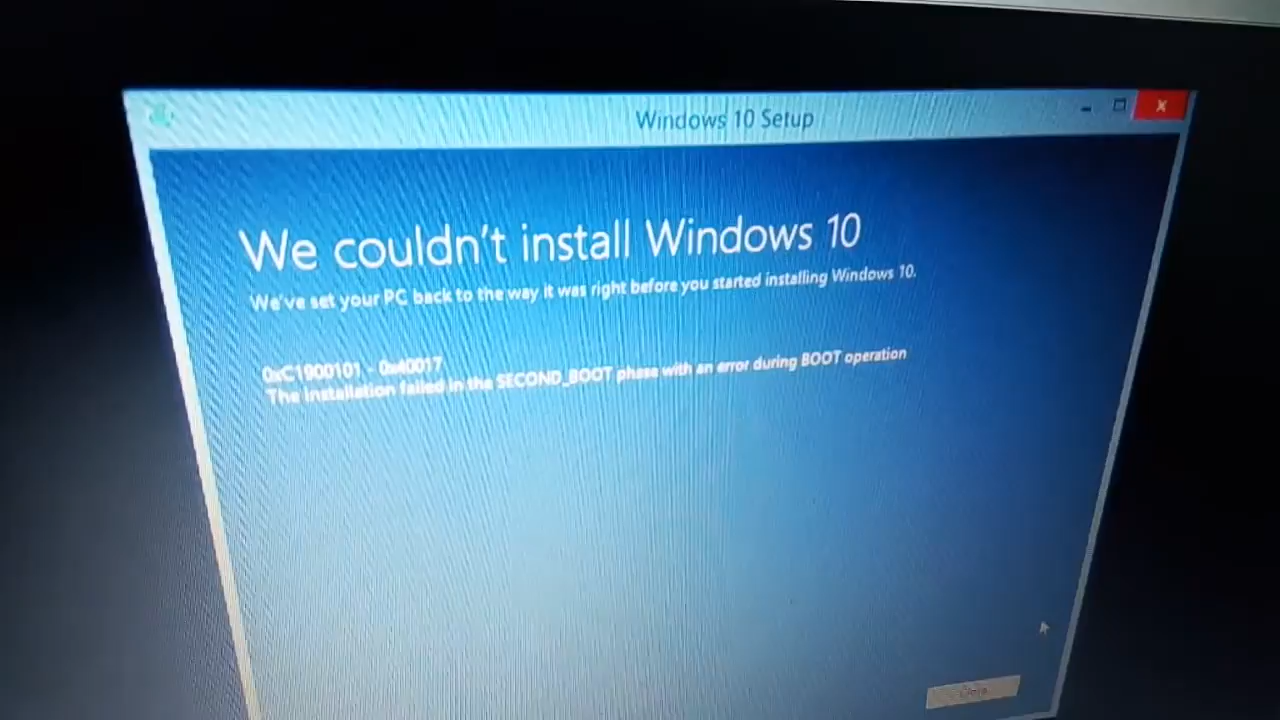 Windows 10 Setup
We couldn't install Windows 10
We've set your PC back to the way it was right before you started installing Windows 10.
0xC1900101 - 0x40017
The installation failed in the SECOND_BOOT phase with an error during BOOT operation
Close